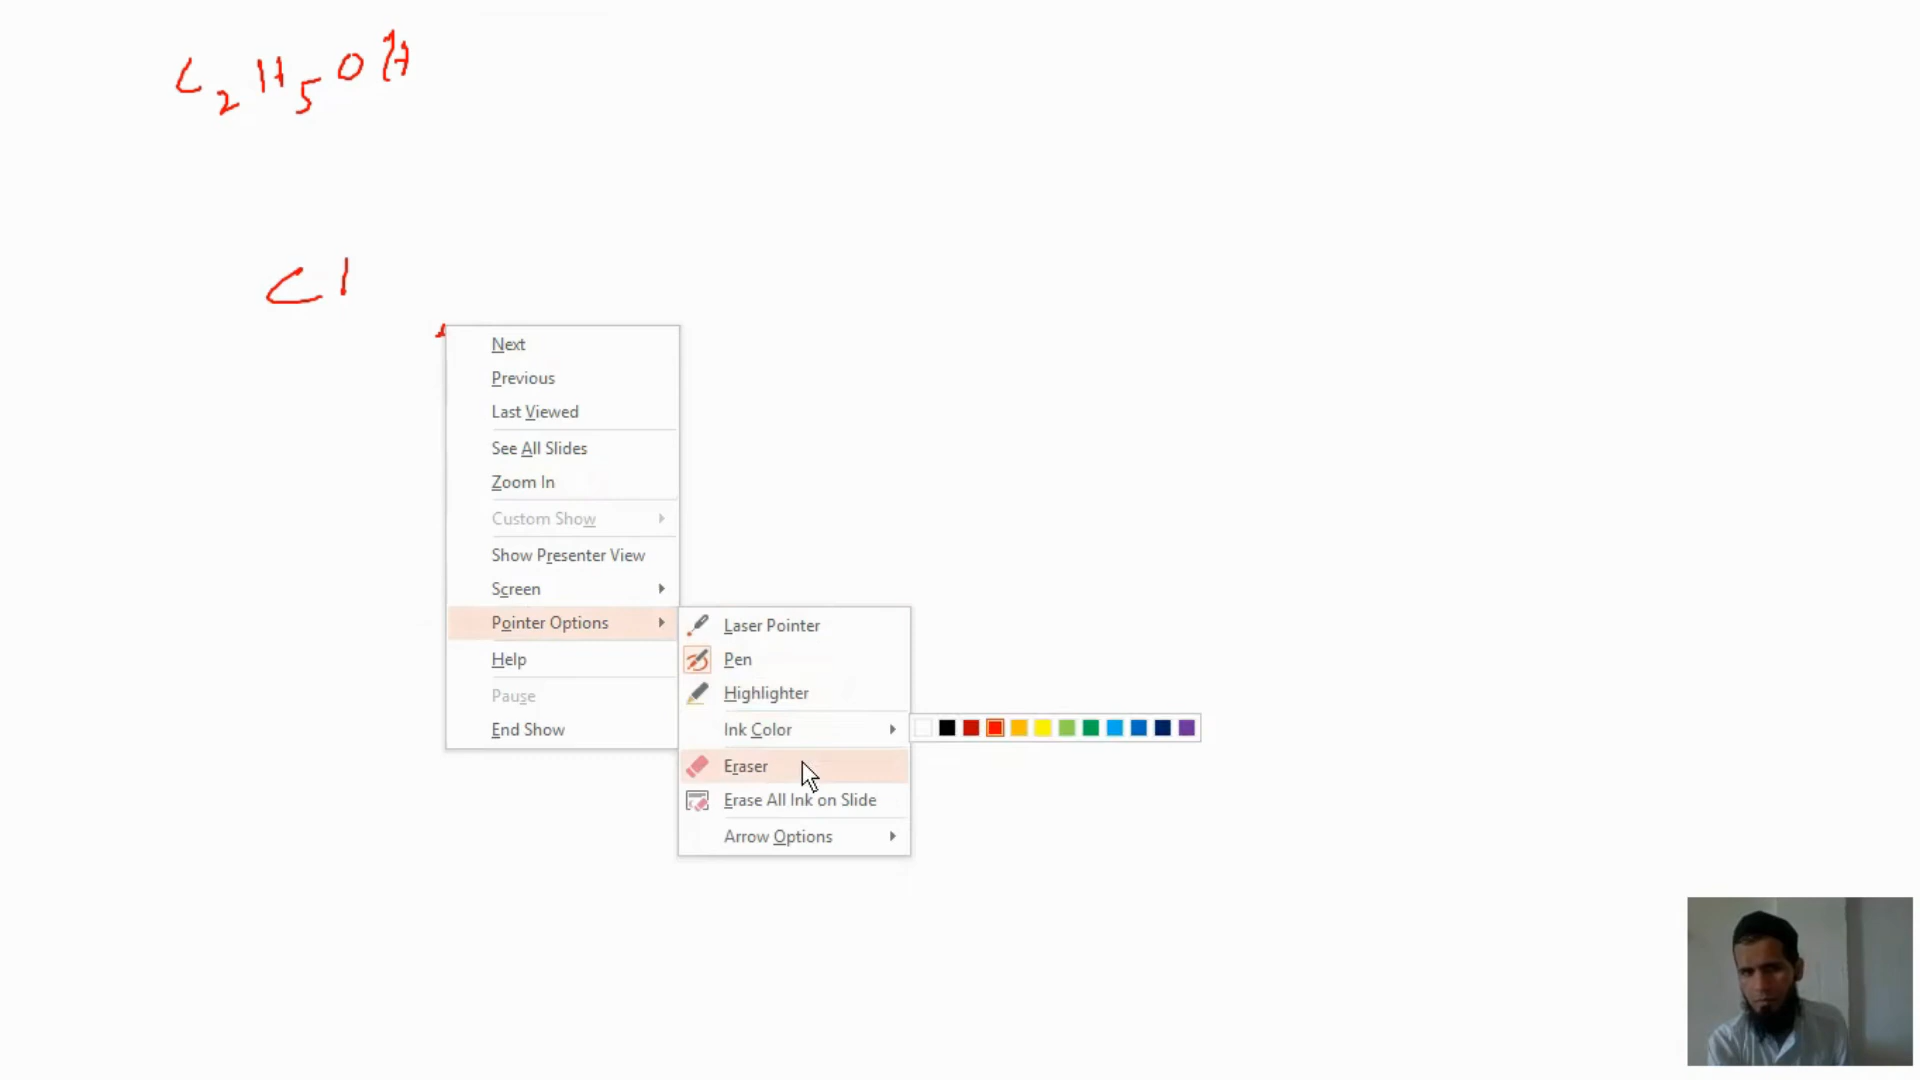 C2H5OH
Cl
Next
Previous
Last Viewed
See All Slides
Zoom In
Custom Show
Show Presenter View
Screen
Pointer Options
Help
Pause
End Show
Laser Pointer
Pen
Highlighter
Ink Color
Eraser
Erase All Ink on Slide
Arrow Options